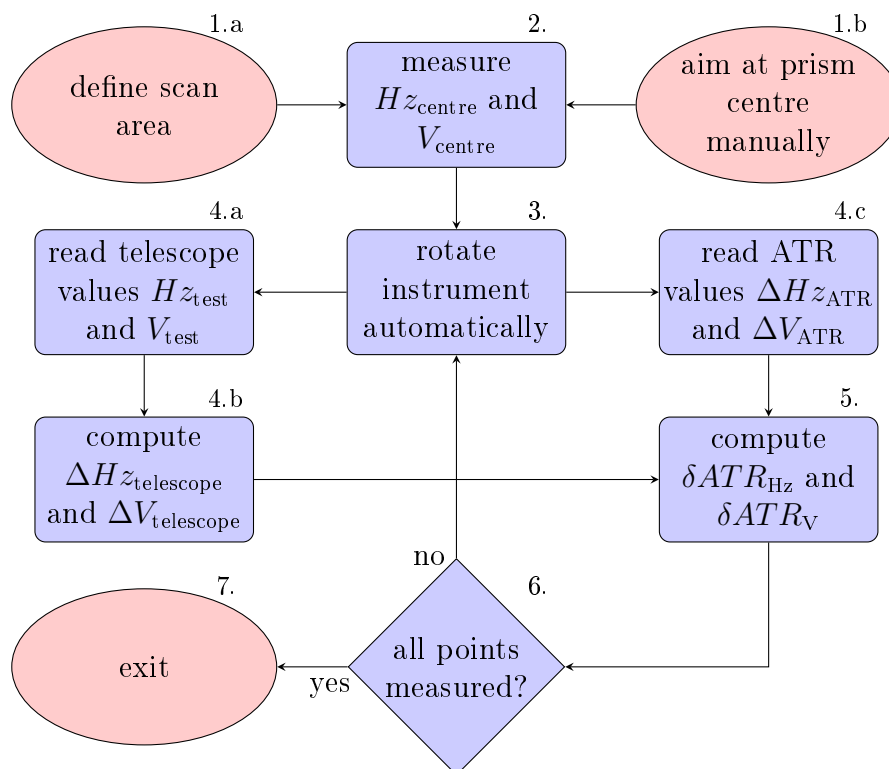 1.a
define scan
area
2.
measure
Hz_centre and
V_centre
1.b
aim at prism
centre
manually
4.a
read telescope
values Hz_test
and V_test
3.
rotate
instrument
automatically
4.c
read ATR
values ΔHz_ATR
and ΔV_ATR
4.b
compute
ΔHz_telescope
and ΔV_telescope
5.
compute
δATR_Hz and
δATR_V
7.
exit
no
6.
all points
measured?
yes